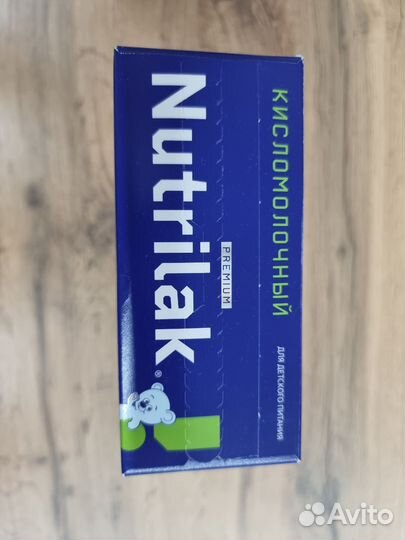 Nutrilak®
PREMIUM
КИСЛОМОЛОЧНЫЙ
ДЛЯ ДЕТСКОГО ПИТАНИЯ
Avito